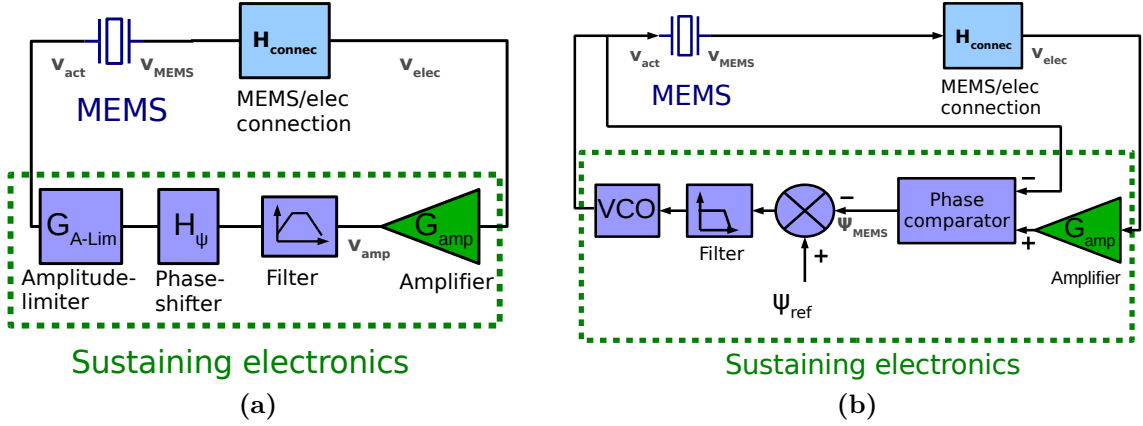 H_connec
v_act
v_MEMS
v_elec
MEMS
MEMS/elec
connection
G_A-Lim
H_ψ
G_amp
v_amp
Amplitude-
limiter
Phase-
shifter
Filter
Amplifier
Sustaining electronics
(a)
H_connec
v_act
v_MEMS
v_elec
MEMS
MEMS/elec
connection
VCO
Filter
−
Ψ_MEMS
+
Ψ_ref
Phase
comparator
−
+
G_amp
Amplifier
Sustaining electronics
(b)